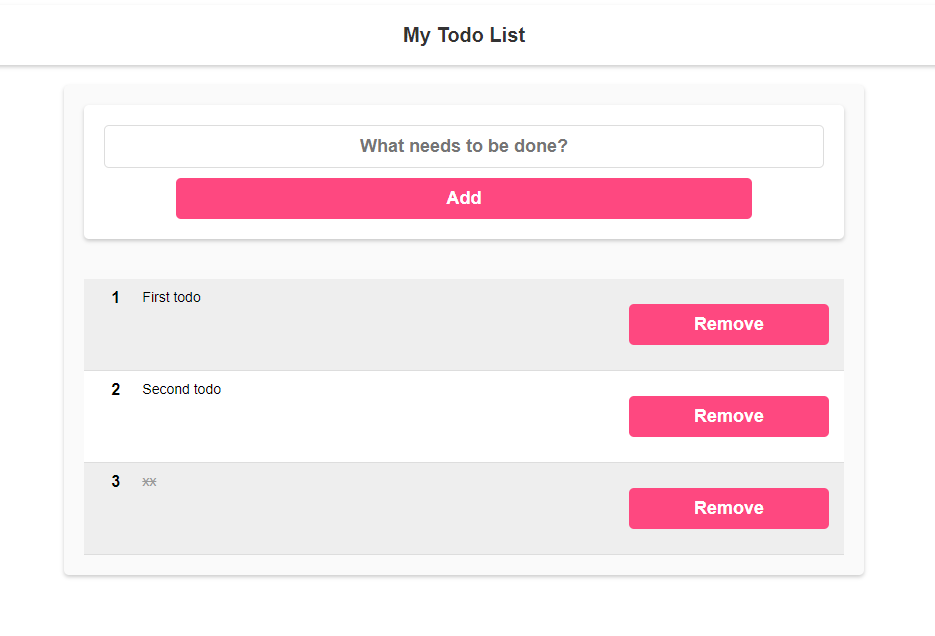 My Todo List
What needs to be done?
Add
1 First todo
Remove
2 Second todo
Remove
3 xx
Remove